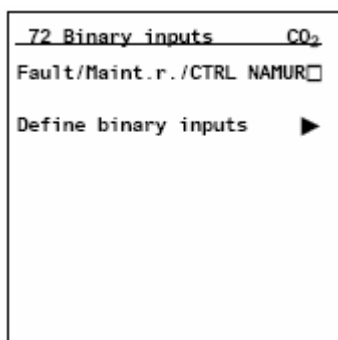 72 Binary inputs CO₂
Fault/Maint.r./CTRL NAMUR□
Define binary inputs ▶